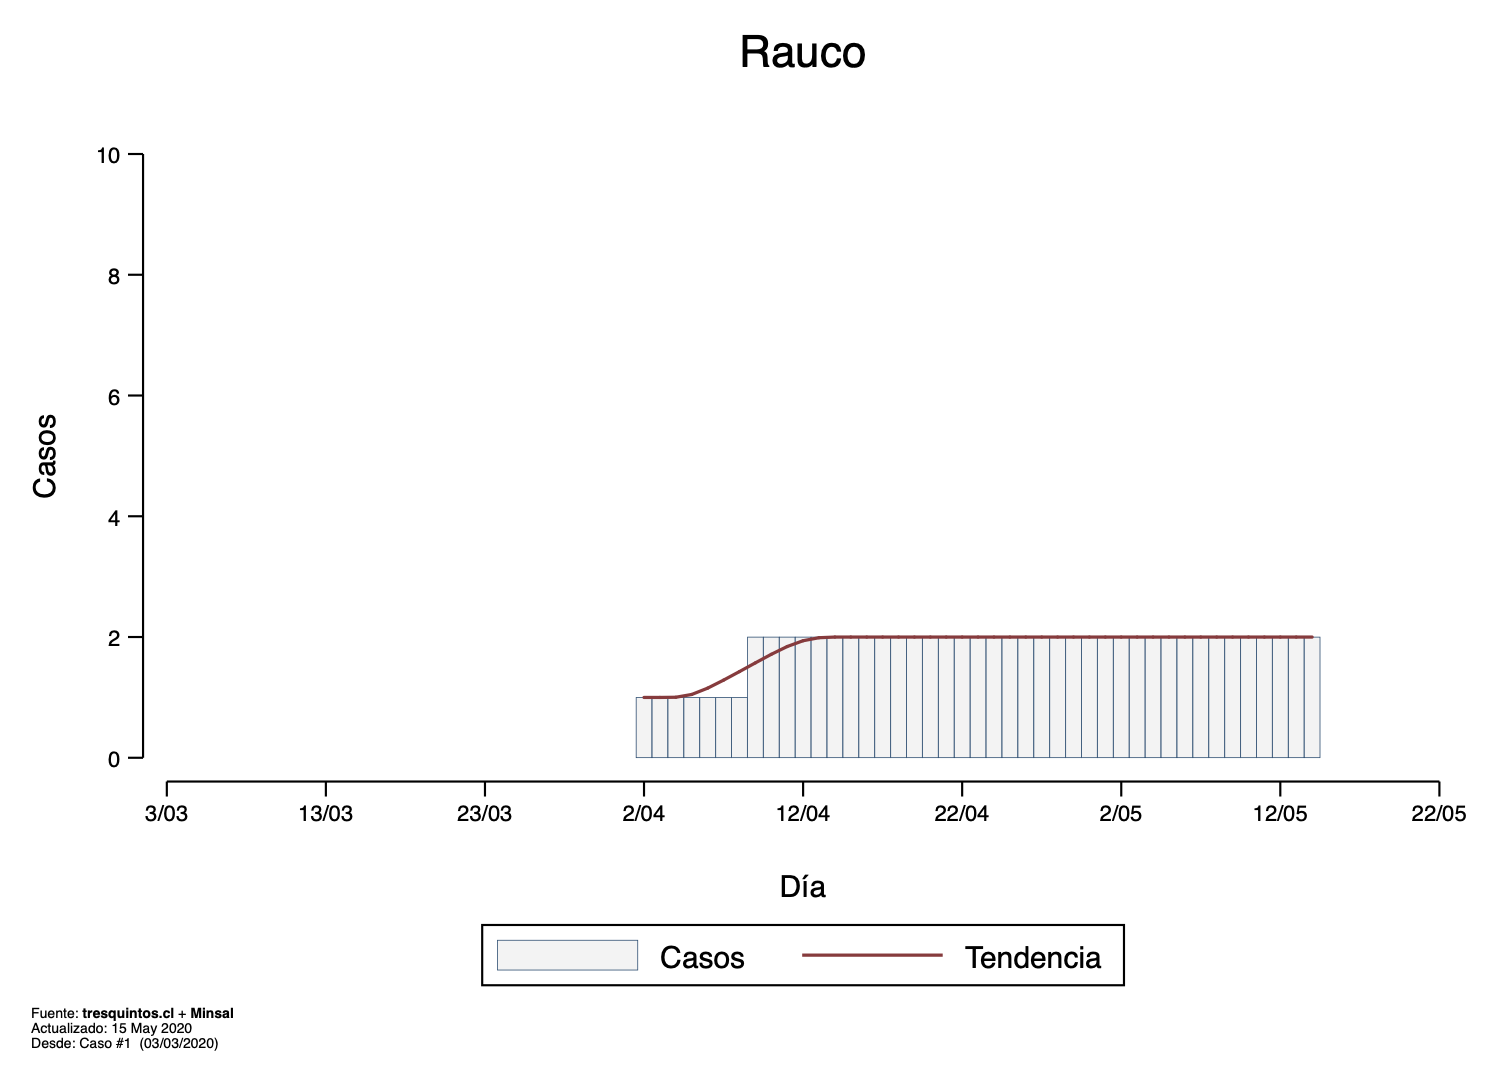 Rauco
10
8
6
4
2
0
Casos
3/03 13/03 23/03 2/04 12/04 22/04 2/05 12/05 22/05
Día
Casos Tendencia
Fuente: tresquintos.cl + Minsal
Actualizado: 15 May 2020
Desde: Caso #1 (03/03/2020)